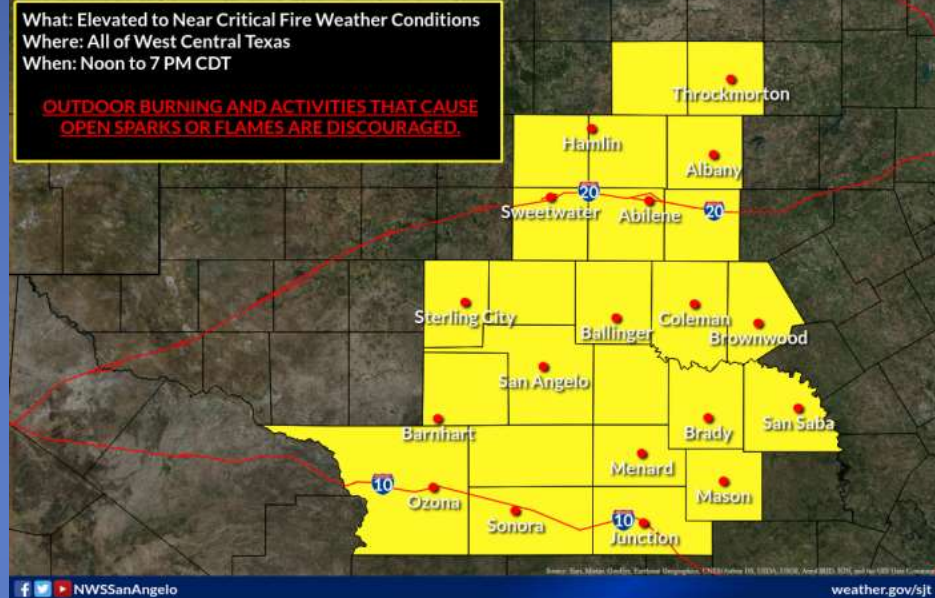 What: Elevated to Near Critical Fire Weather Conditions
Where: All of West Central Texas
When: Noon to 7 PM CDT
OUTDOOR BURNING AND ACTIVITIES THAT CAUSE
OPEN SPARKS OR FLAMES ARE DISCOURAGED.
Throckmorton
Hamlin
Albany
20
Sweetwater
Abilene
20
Sterling City
Ballinger
Coleman
Brownwood
San Angelo
Barnhart
Brady
San Saba
Menard
10
Ozona
Mason
Sonora
10
Junction
NWSSanAngelo
weather.gov/sjt